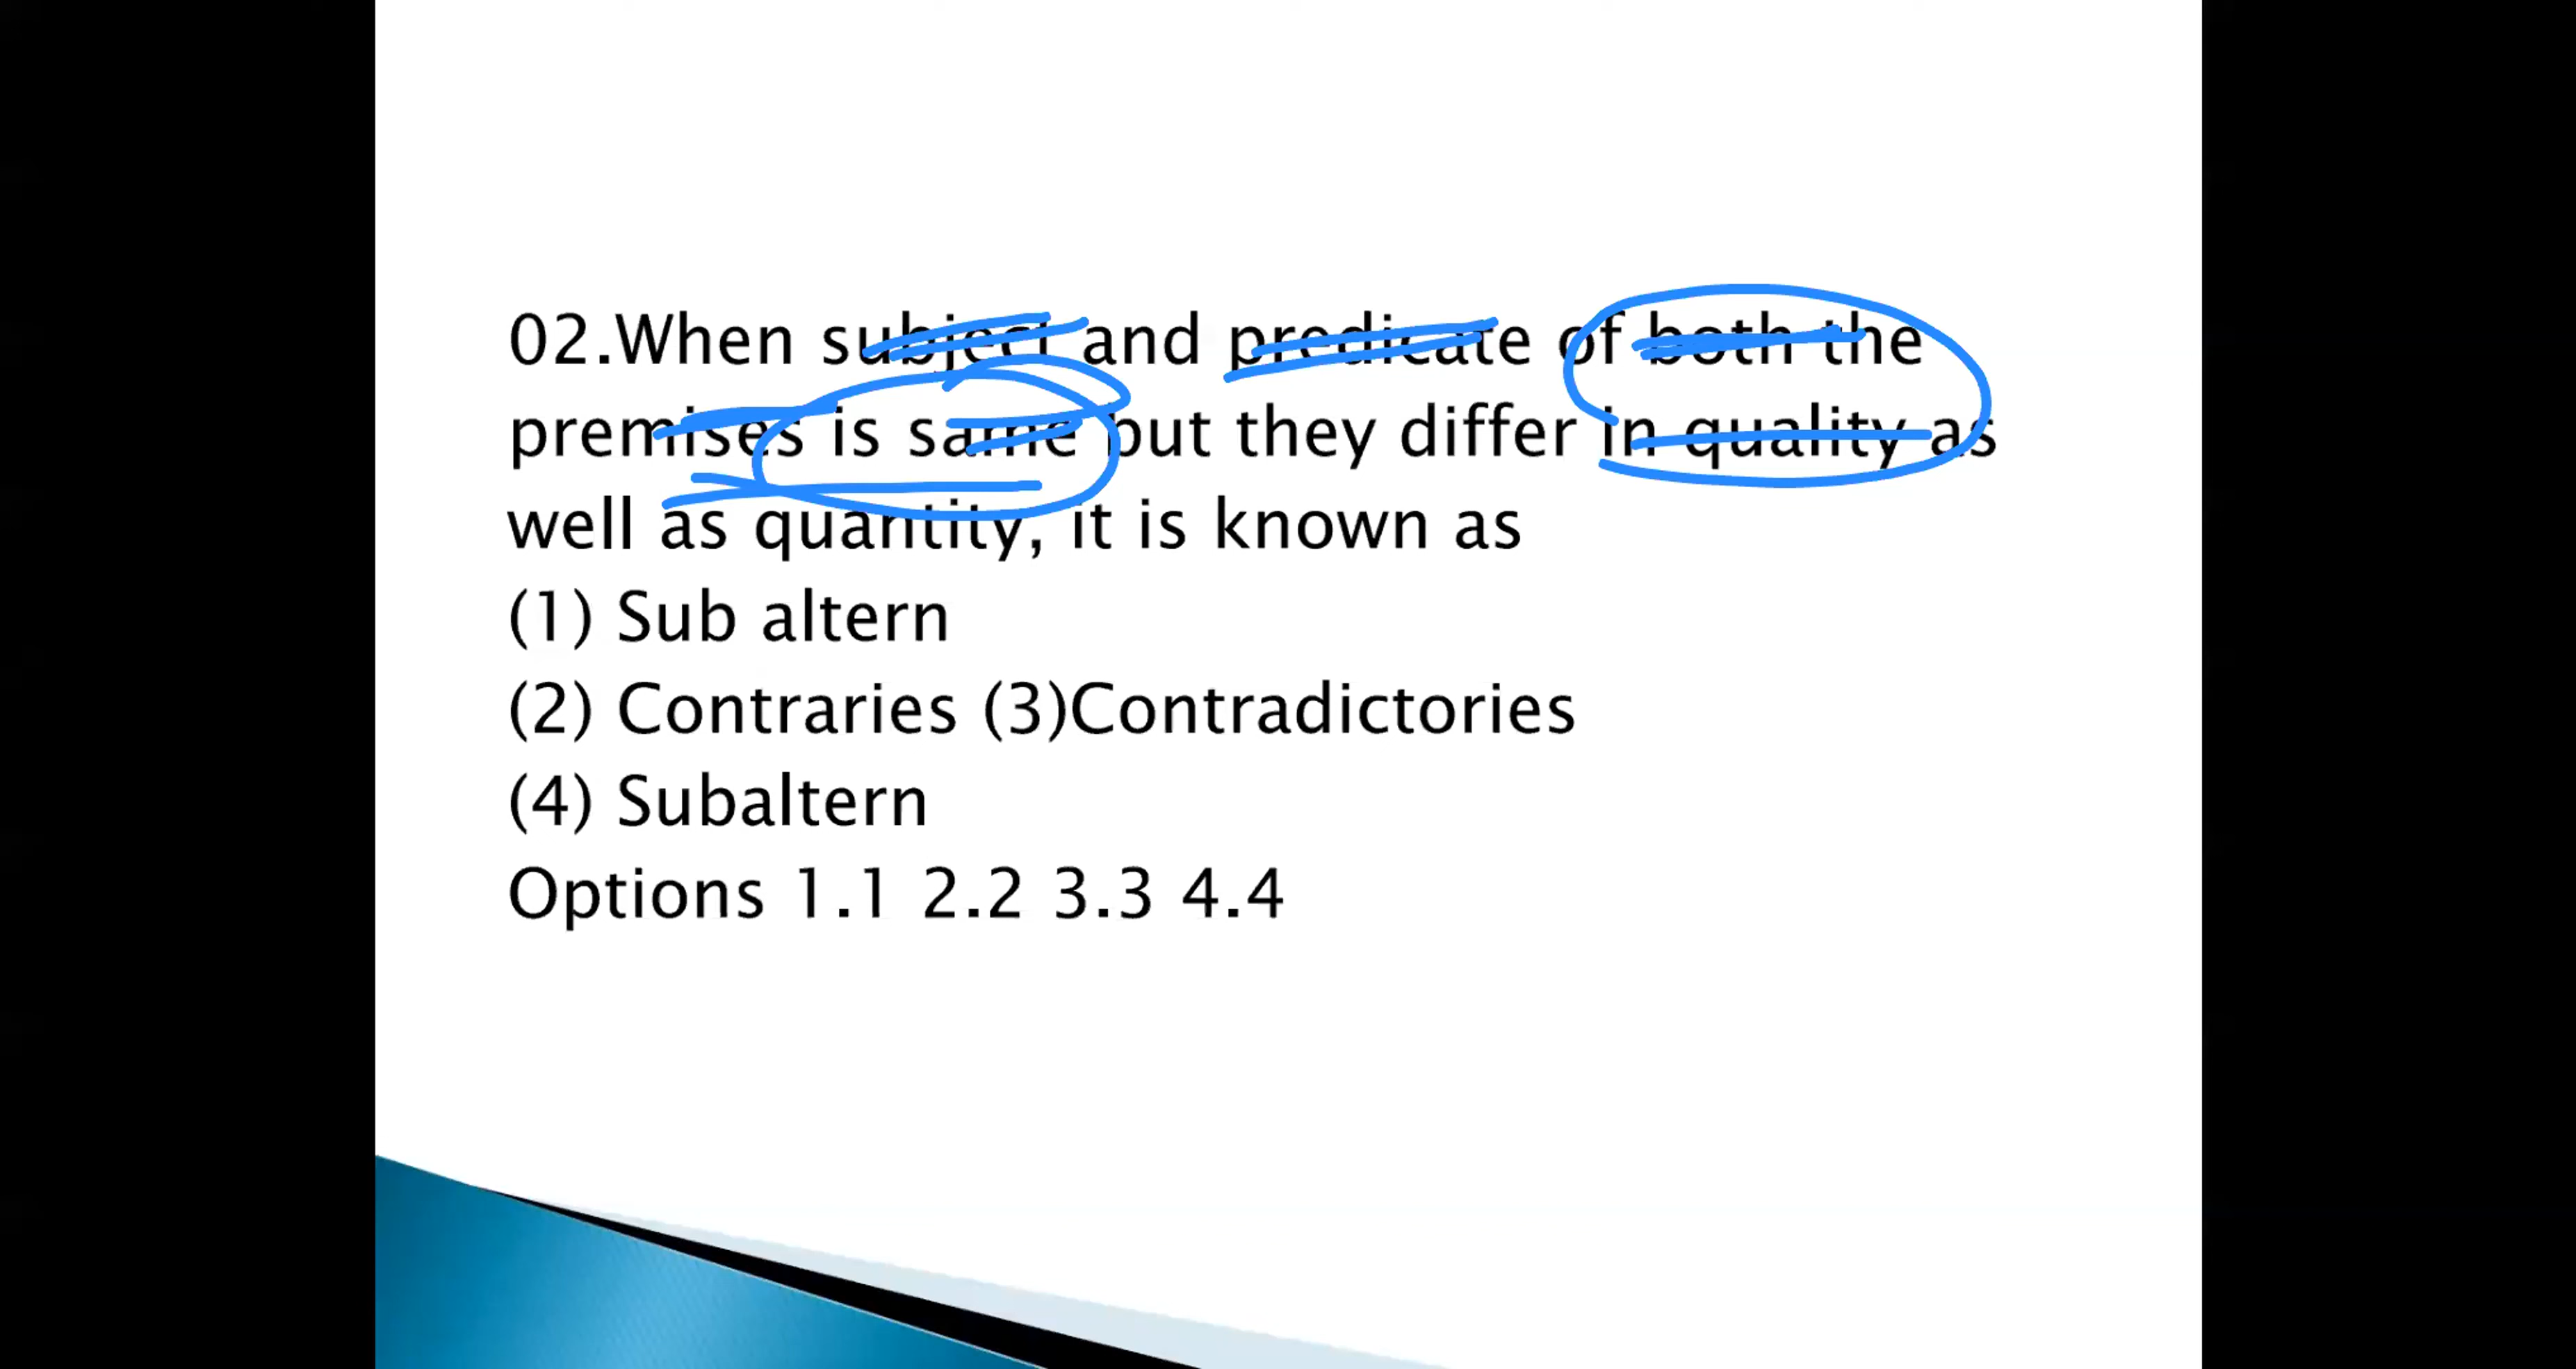 02.When subject and predicate of both the
premises is same but they differ in quality as
well as quantity, it is known as
(1) Sub altern
(2) Contraries (3)Contradictories
(4) Subaltern
Options 1.1 2.2 3.3 4.4